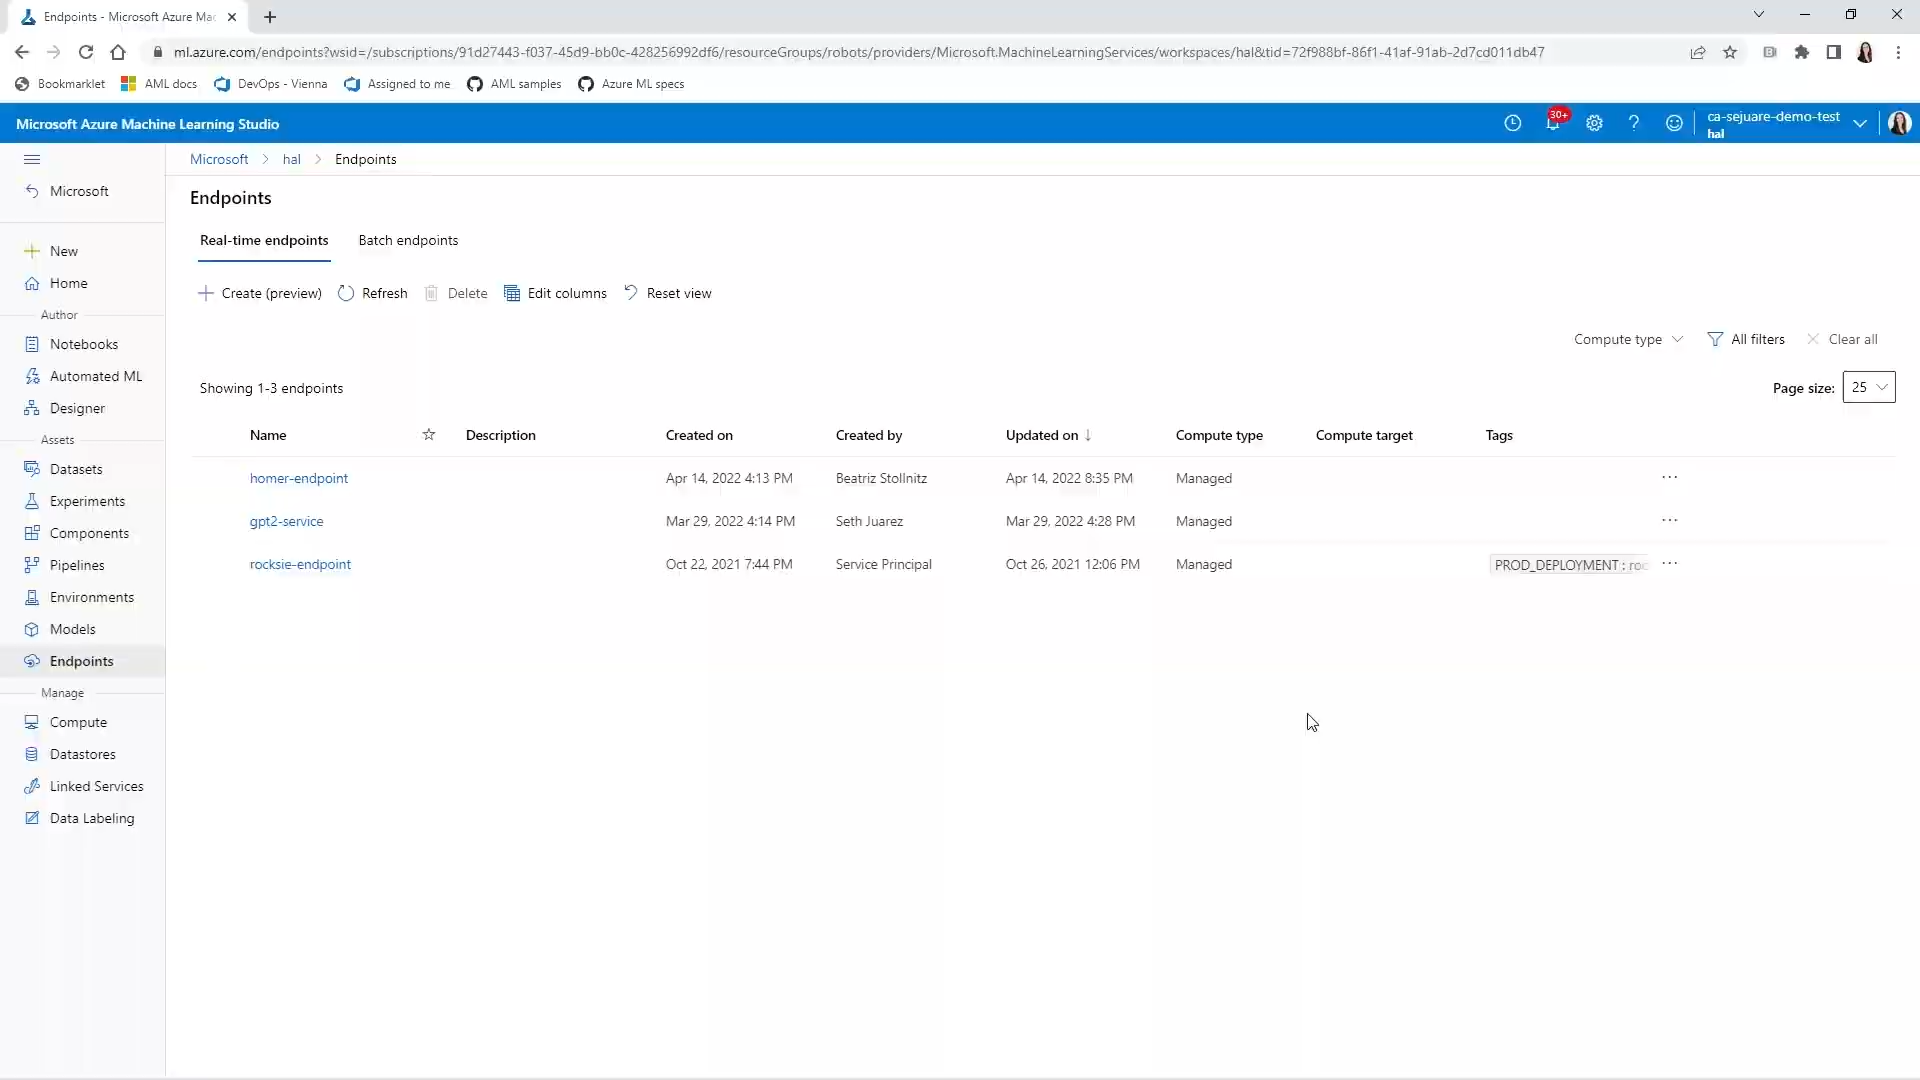 Endpoints - Microsoft Azure Mac
ml.azure.com/endpoints?wsid=/subscriptions/91d27443-f037-45d9-bb0c-428256992df6/resourceGroups/robots/providers/Microsoft.MachineLearningServices/workspaces/hal&tid=72f988bf-86f1-41af-91ab-2d7cd011db47
Bookmarklet AML docs DevOps - Vienna Assigned to me AML samples Azure ML specs
Microsoft Azure Machine Learning Studio
30+
ca-sejuare-demo-test
hal
Microsoft > hal > Endpoints
Microsoft
New
Home
Author
Notebooks
Automated ML
Designer
Assets
Datasets
Experiments
Components
Pipelines
Environments
Models
Endpoints
Manage
Compute
Datastores
Linked Services
Data Labeling
Endpoints
Real-time endpoints Batch endpoints
Create (preview) Refresh Delete Edit columns Reset view
Compute type All filters Clear all
Showing 1-3 endpoints
Page size: 25
Name Description Created on Created by Updated on ↓ Compute type Compute target Tags
homer-endpoint Apr 14, 2022 4:13 PM Beatriz Stollnitz Apr 14, 2022 8:35 PM Managed ...
gpt2-service Mar 29, 2022 4:14 PM Seth Juarez Mar 29, 2022 4:28 PM Managed ...
rocksie-endpoint Oct 22, 2021 7:44 PM Service Principal Oct 26, 2021 12:06 PM Managed PROD_DEPLOYMENT : roc ...